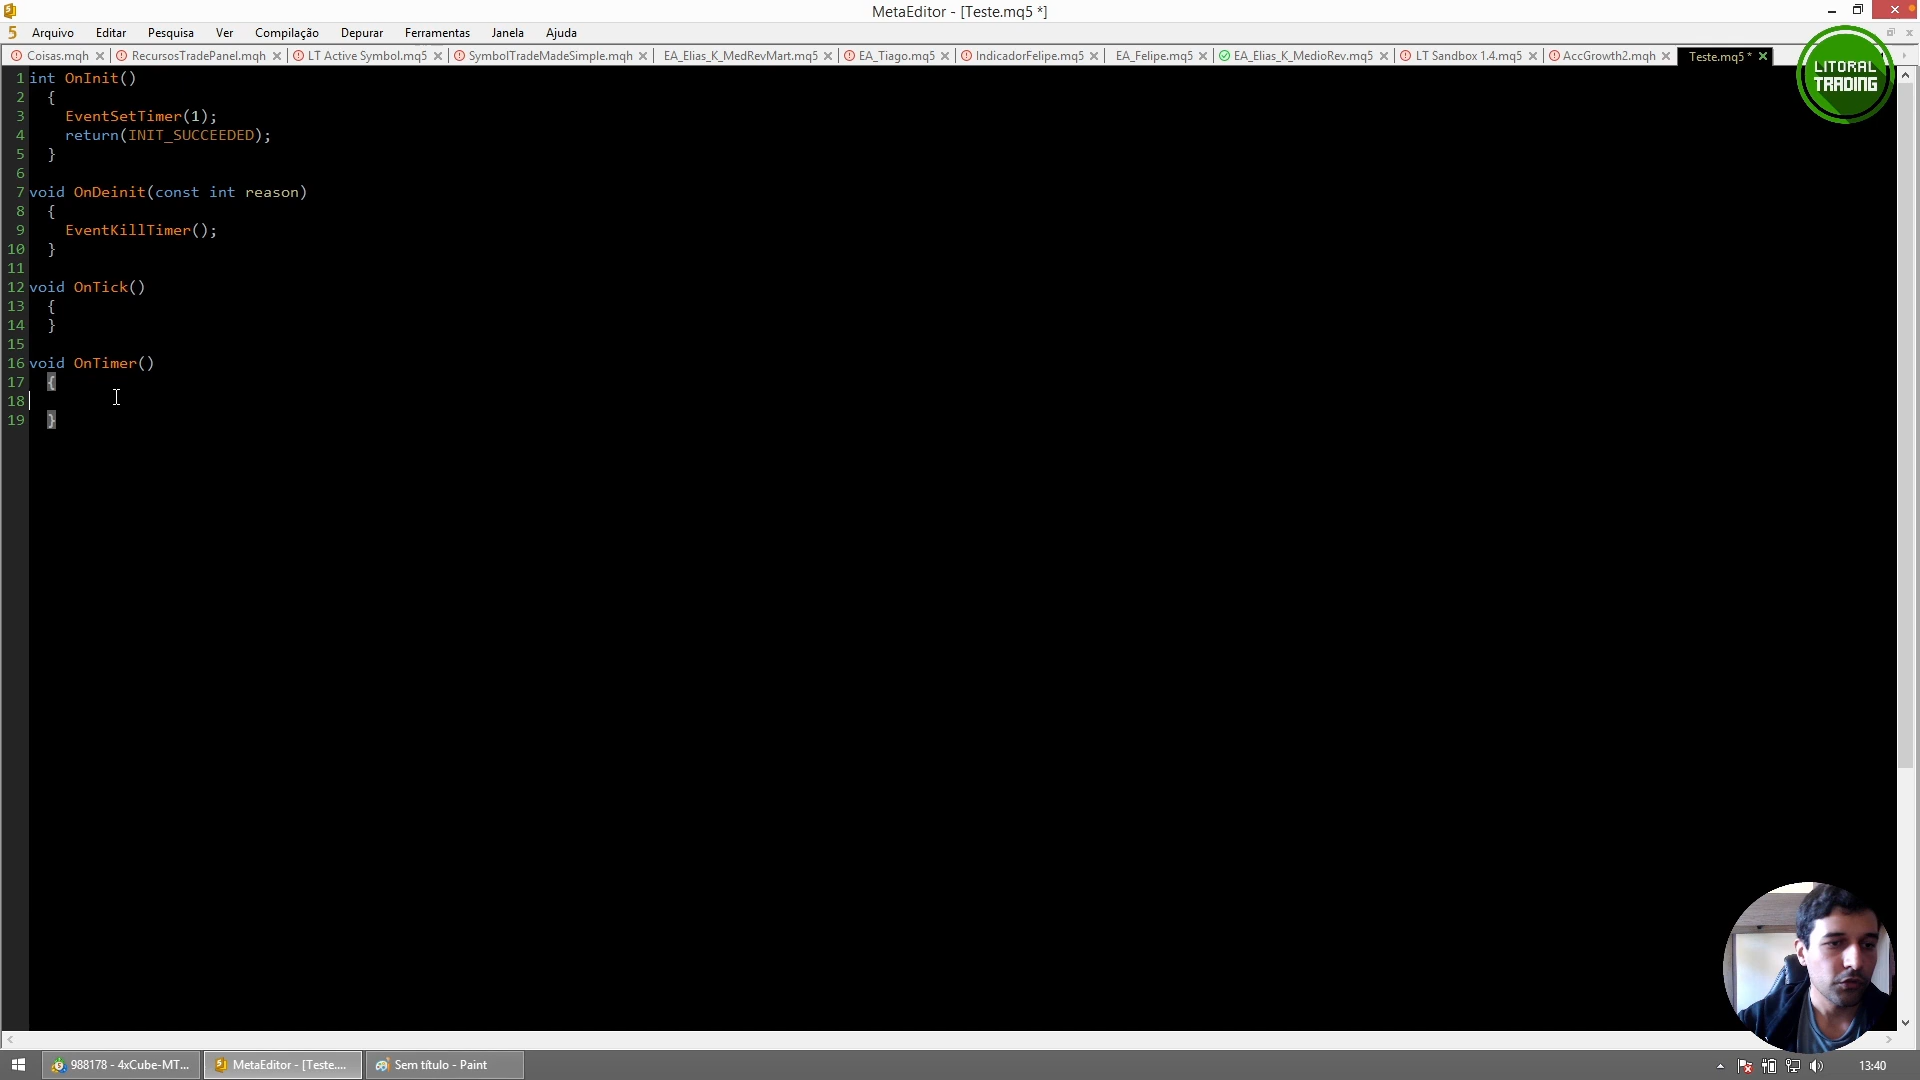 MetaEditor - [Teste.mq5 *]
5 Arquivo Editar Pesquisa Ver Compilação Depurar Ferramentas Janela Ajuda
Coisas.mqh RecursosTradePanel.mqh LT Active Symbol.mq5 SymbolTradeMadeSimple.mqh EA_Elias_K_MedRevMart.mq5 EA_Tiago.mq5 IndicadorFelipe.mq5 EA_Felipe.mq5 EA_Elias_K_MedioRev.mq5 LT Sandbox 1.4.mq5 AccGrowth2.mqh Teste.mq5 *
LITORAL
TRADING
1 int OnInit()
2   {
3     EventSetTimer(1);
4     return(INIT_SUCCEEDED);
5   }
6
7 void OnDeinit(const int reason)
8   {
9     EventKillTimer();
10   }
11
12 void OnTick()
13   {
14   }
15
16 void OnTimer()
17   {
18
19   }
988178 - 4xCube-MT... MetaEditor - [Teste.... Sem título - Paint 13:40